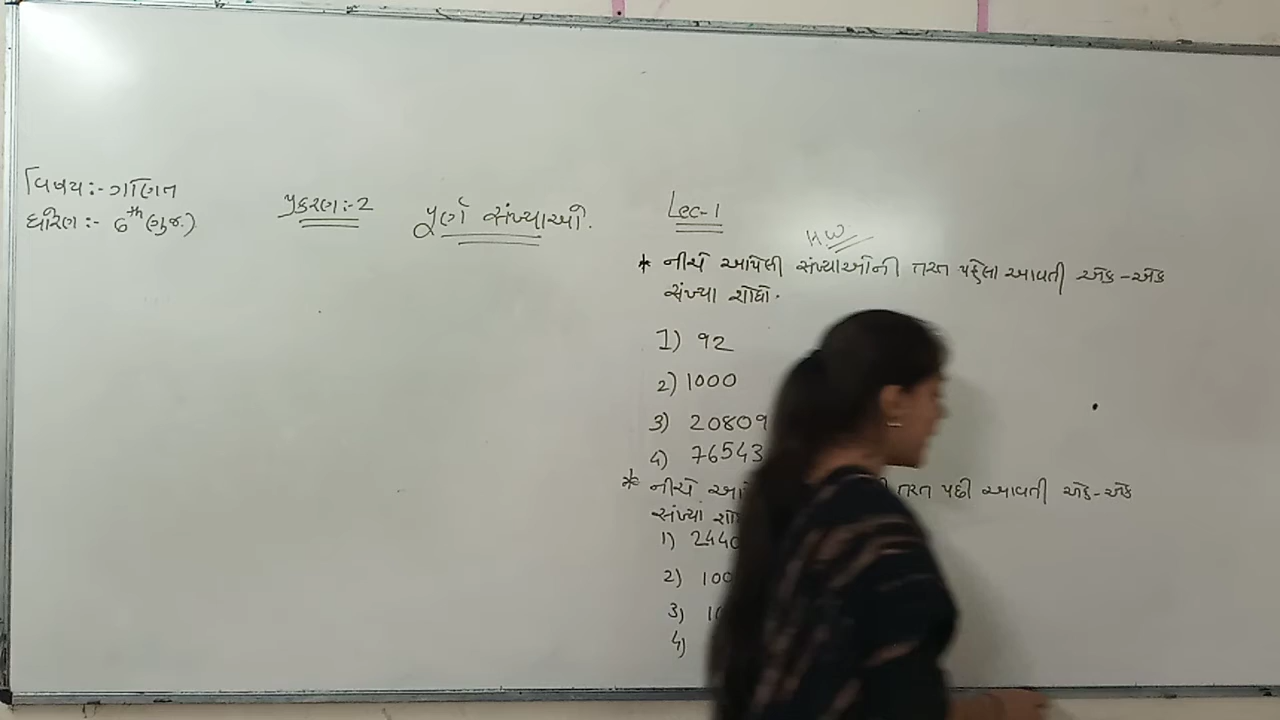 વિષય:- ગણિત
ધોરણ:- 6th (ગુજ.)
પ્રકરણ:-2
પૂર્ણ સંખ્યાઓ.
Lec-1
HW
* નીચે આપેલી સંખ્યાઓની તરત પહેલા આવતી એક-એક
સંખ્યા શોધો.
1) 92
2) 1000
3) 20809
4) 76543
* નીચે તરત પછી આવતી એક-એક
સંખ્યા
1) 2440
2) 100
3)
4)